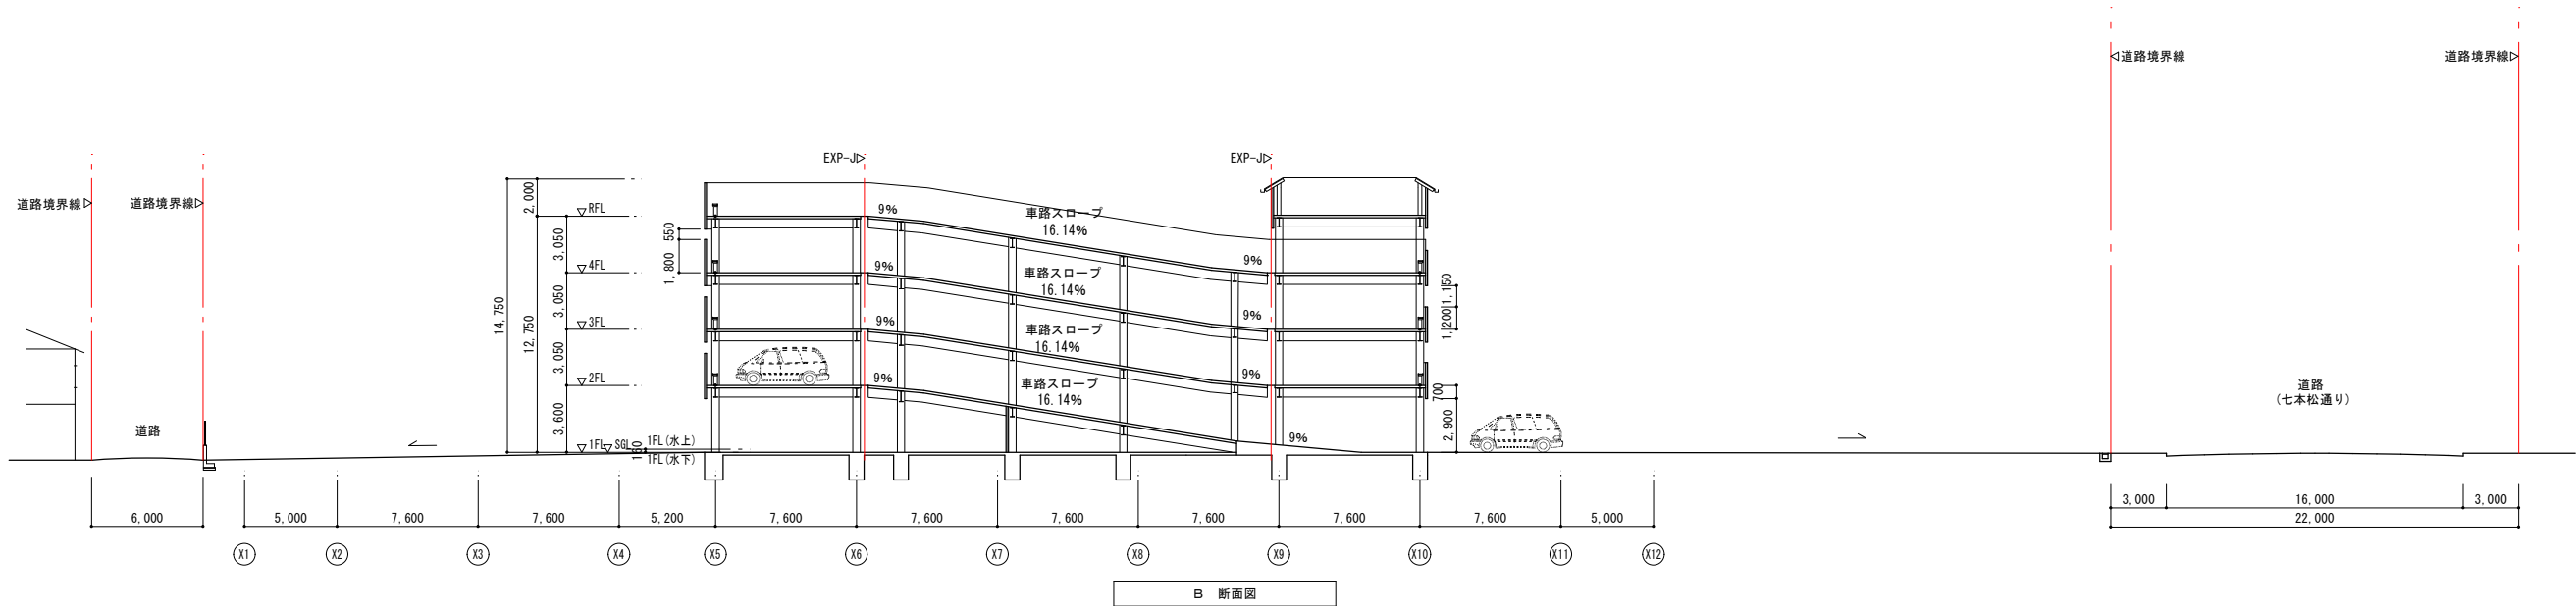 道路境界線
道路境界線
道路境界線
道路境界線
EXP-J
EXP-J
RFL
4FL
3FL
2FL
1FL
SGL
1FL(水上)
1FL(水下)
2,000
3,050
3,050
3,050
3,600
12,750
14,750
550
1,800
9%
車路スロープ
16.14%
9%
9%
車路スロープ
16.14%
9%
9%
車路スロープ
16.14%
9%
9%
車路スロープ
16.14%
9%
1,150
1,200
700
2,900
道路
道路
(七本松通り)
6,000
5,000
7,600
7,600
5,200
7,600
7,600
7,600
7,600
7,600
7,600
5,000
3,000
16,000
3,000
22,000
X1
X2
X3
X4
X5
X6
X7
X8
X9
X10
X11
X12
B 断面図